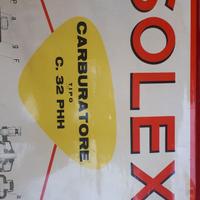 SOLEX
CARBURATORE
TIPO
C. 32 PHH